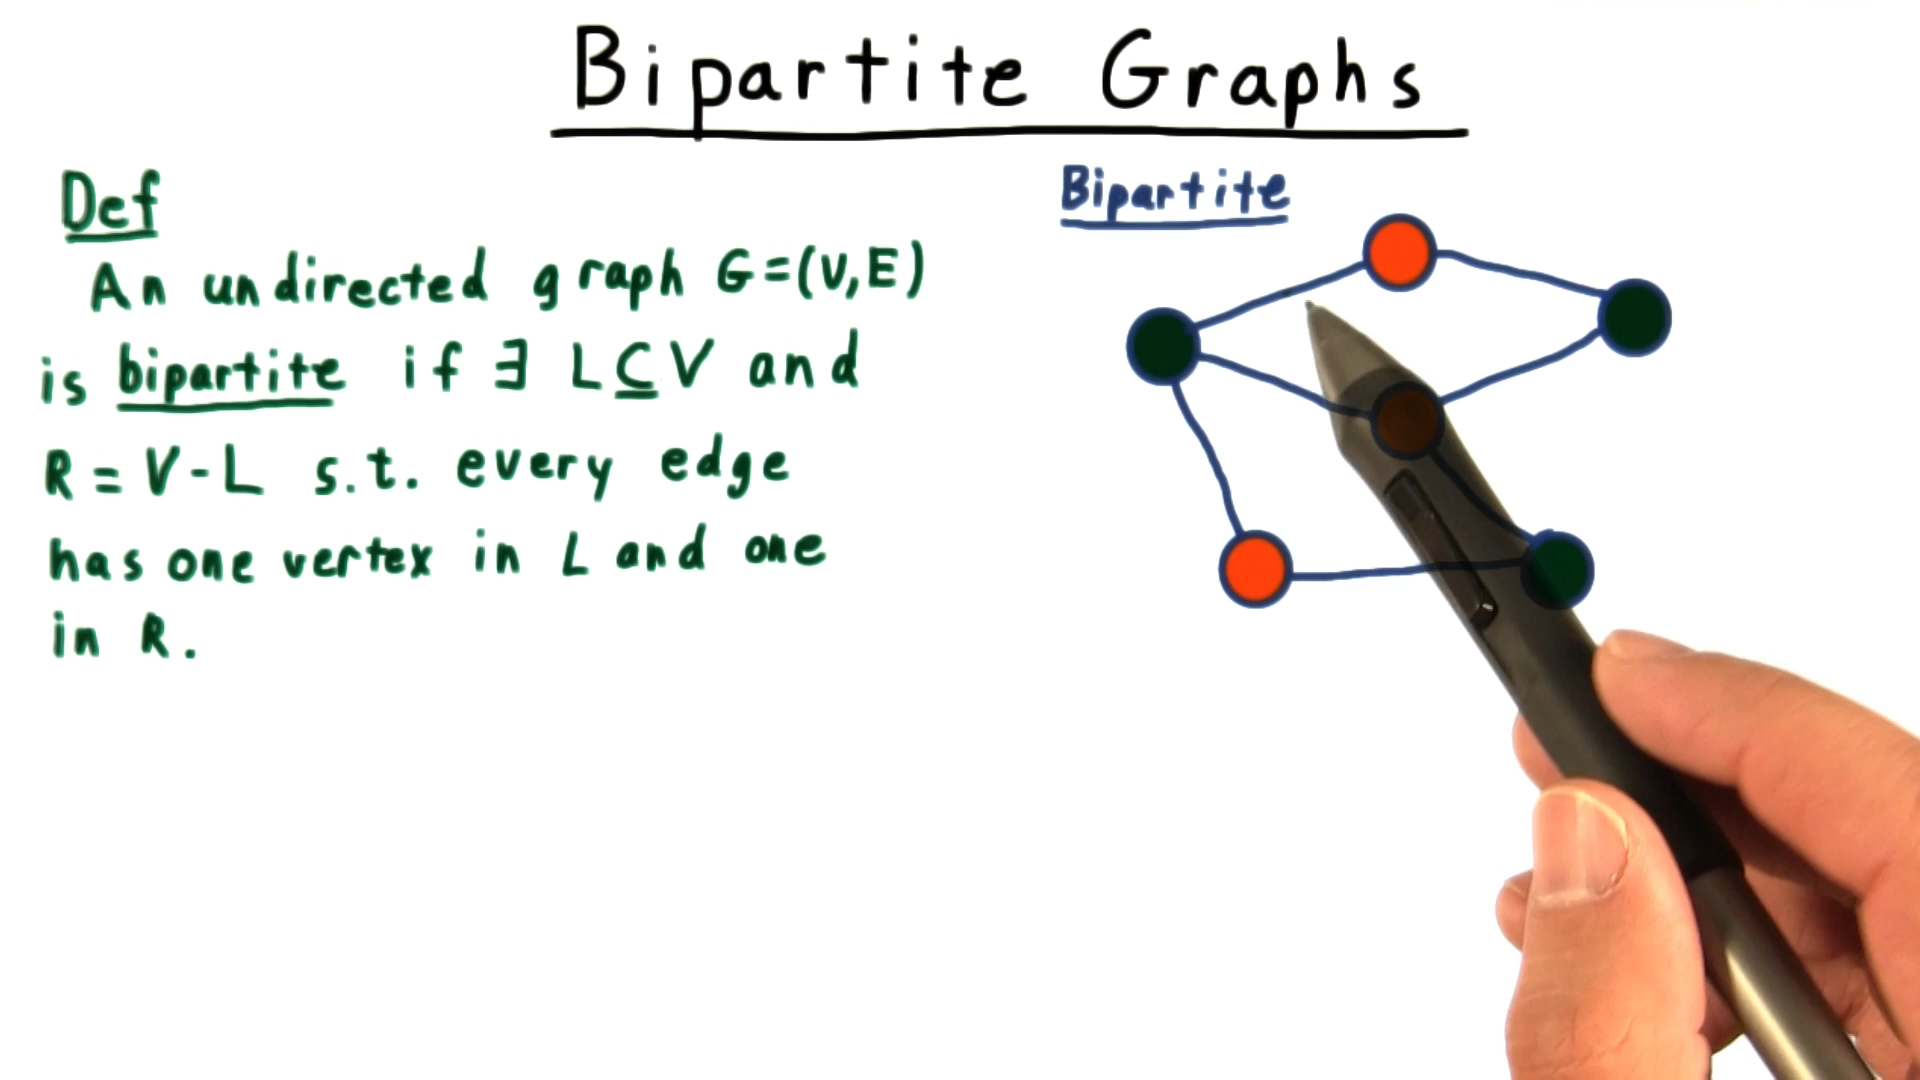 Bipartite Graphs
Def
An undirected graph G=(V,E)
is bipartite if ∃ L⊆V and
R=V-L s.t. every edge
has one vertex in L and one
in R.
Bipartite